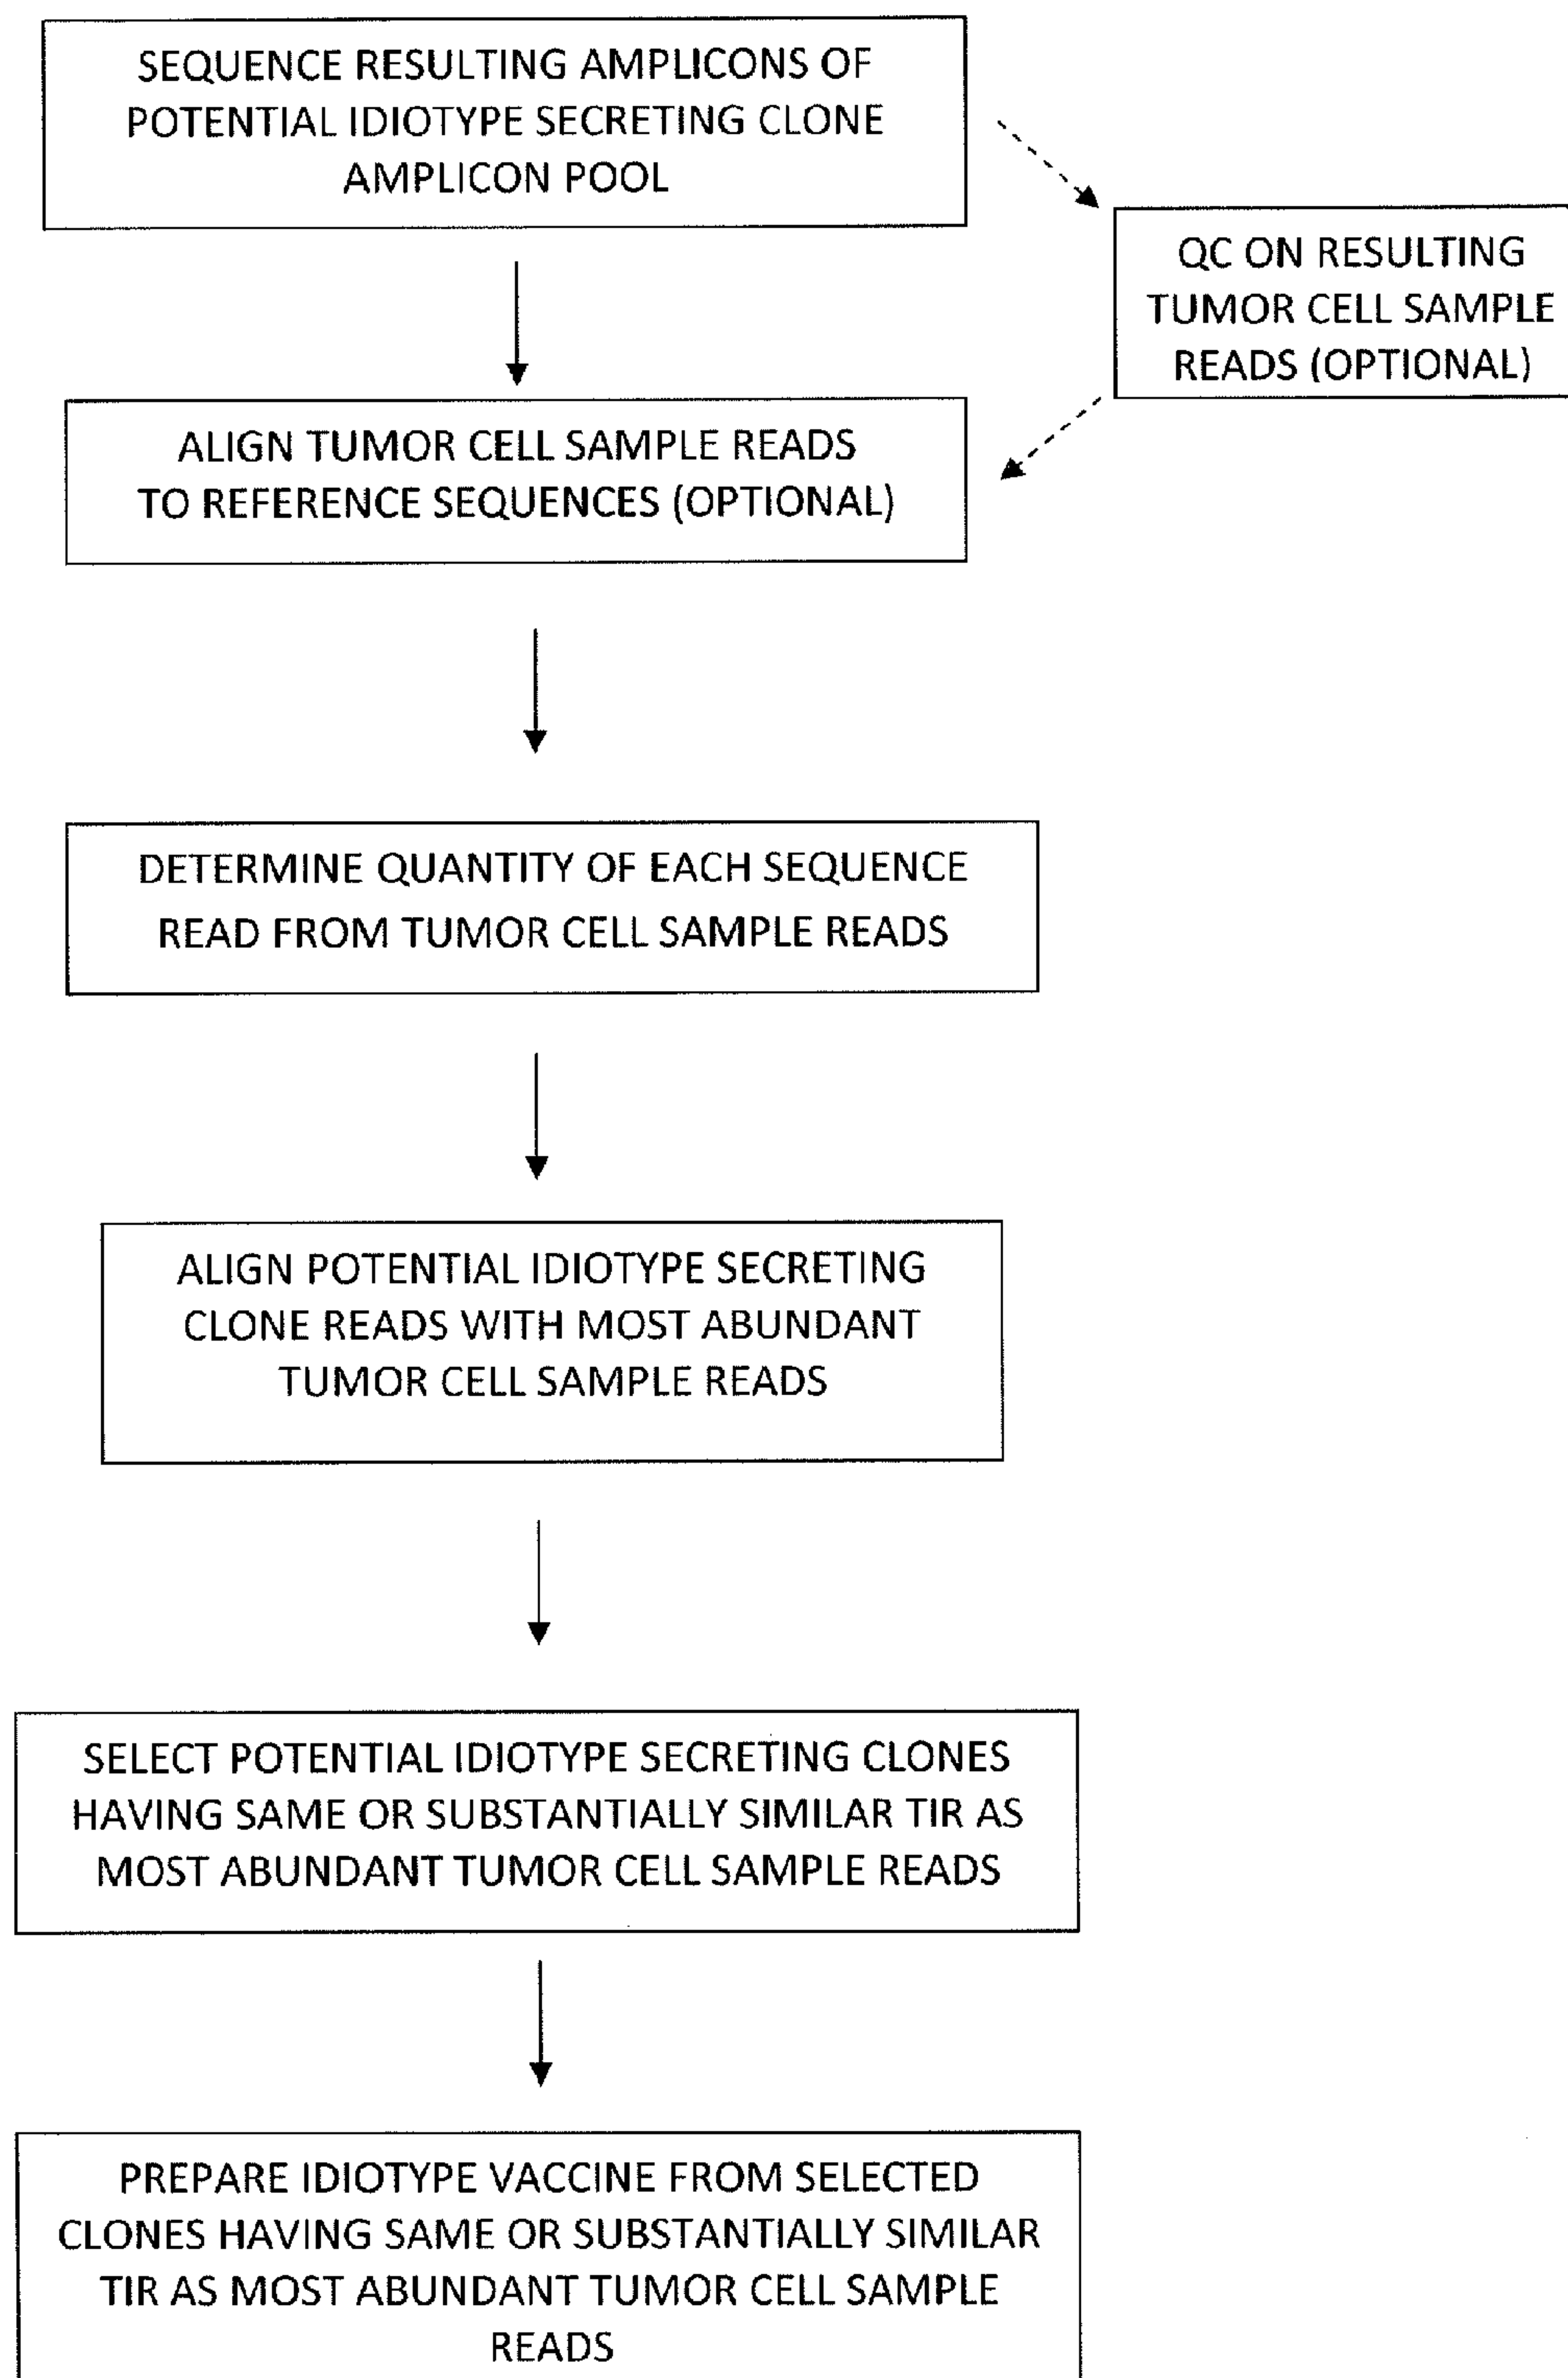 SEQUENCE RESULTING AMPLICONS OF
POTENTIAL IDIOTYPE SECRETING CLONE
AMPLICON POOL
QC ON RESULTING
TUMOR CELL SAMPLE
READS (OPTIONAL)
ALIGN TUMOR CELL SAMPLE READS
TO REFERENCE SEQUENCES (OPTIONAL)
DETERMINE QUANTITY OF EACH SEQUENCE
READ FROM TUMOR CELL SAMPLE READS
ALIGN POTENTIAL IDIOTYPE SECRETING
CLONE READS WITH MOST ABUNDANT
TUMOR CELL SAMPLE READS
SELECT POTENTIAL IDIOTYPE SECRETING CLONES
HAVING SAME OR SUBSTANTIALLY SIMILAR TIR AS
MOST ABUNDANT TUMOR CELL SAMPLE READS
PREPARE IDIOTYPE VACCINE FROM SELECTED
CLONES HAVING SAME OR SUBSTANTIALLY SIMILAR
TIR AS MOST ABUNDANT TUMOR CELL SAMPLE
READS